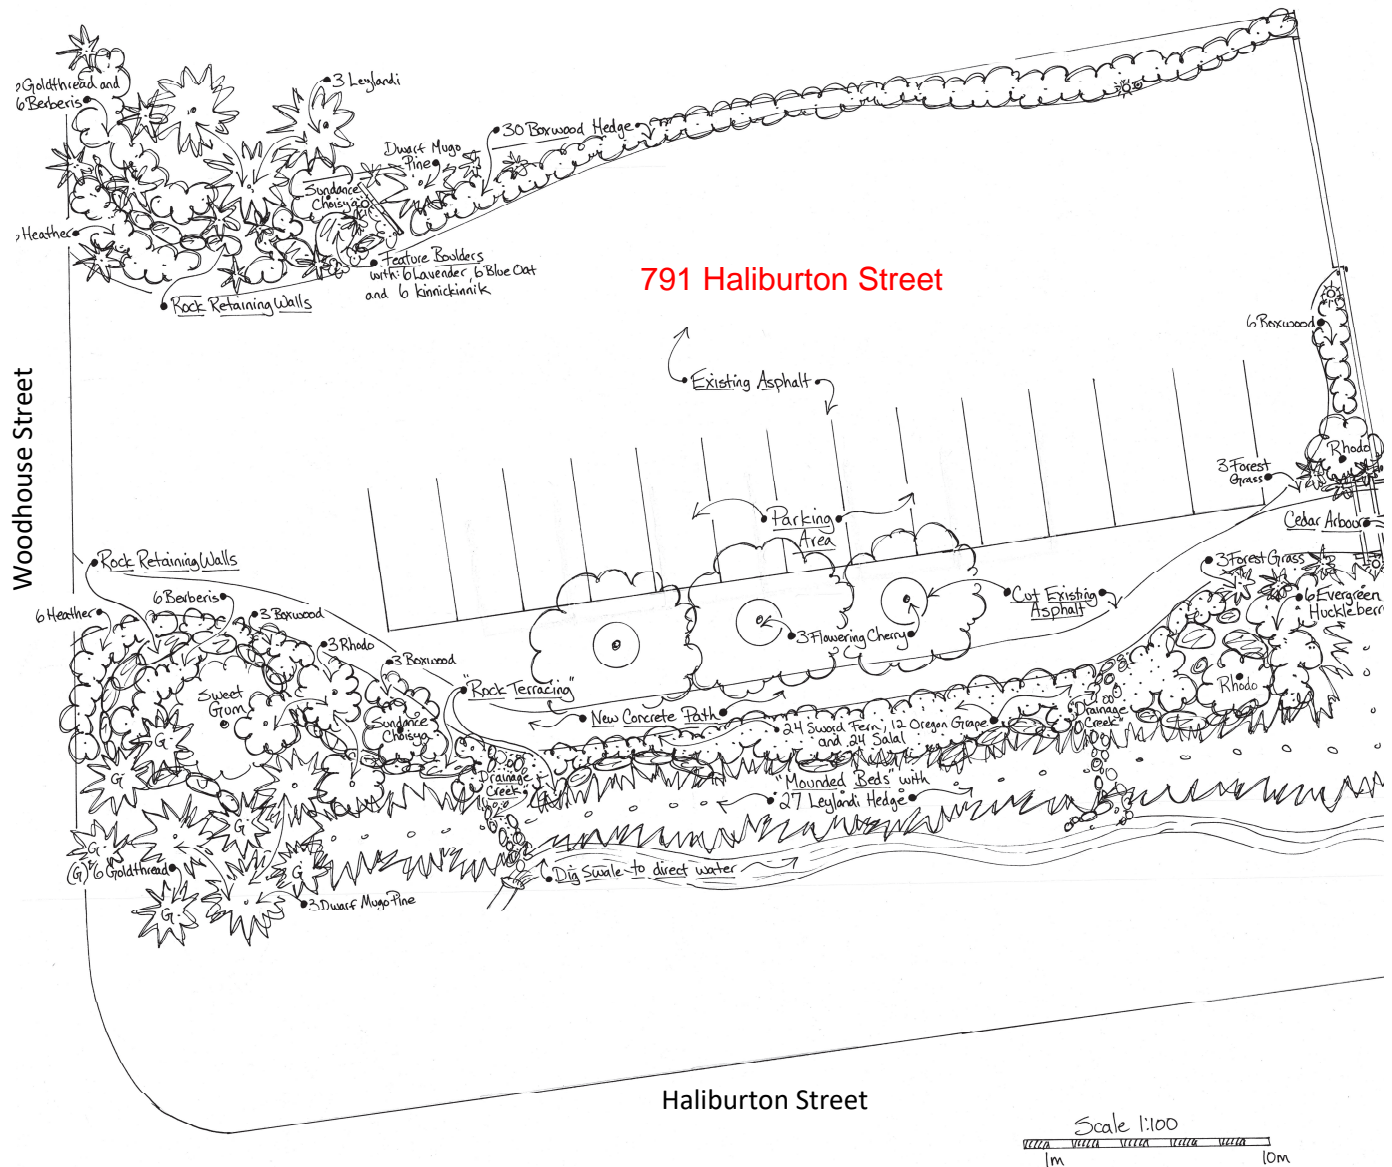 Goldthread and
6 Berberis
3 Leylandi
30 Boxwood Hedge
Dwarf Mugo
Pine
Sundance
Choisya
Heather
Feature Boulders
with: 6 Lavender, 6 Blue Oat
and 6 kinnickinnik
Rock Retaining Walls
791 Haliburton Street
6 Boxwood
Existing Asphalt
Woodhouse Street
Rhodo
3 Forest
Grass
Parking
Area
Cedar Arbour
Rock Retaining Walls
3 Forest Grass
6 Berberis
6 Heather
3 Boxwood
Cut Existing
Asphalt
6 Evergreen
Huckleberr
3 Flowering Cherry
3 Rhodo
3 Boxwood
"Rock Terracing"
Sweet
Gum
Rhodo
New Concrete Path
Sundance
Choisya
24 Sword Fern, 12 Oregon Grape
and 24 Salal
"Drainage
Creek"
G
G
"Drainage
Creek"
"Mounded Beds" with
27 Leylandi Hedge
G
G
G
(G) 6 Goldthread
Dig Swale to direct water
3 Dwarf Mugo Pine
G
Haliburton Street
Scale 1:100
1m
10m